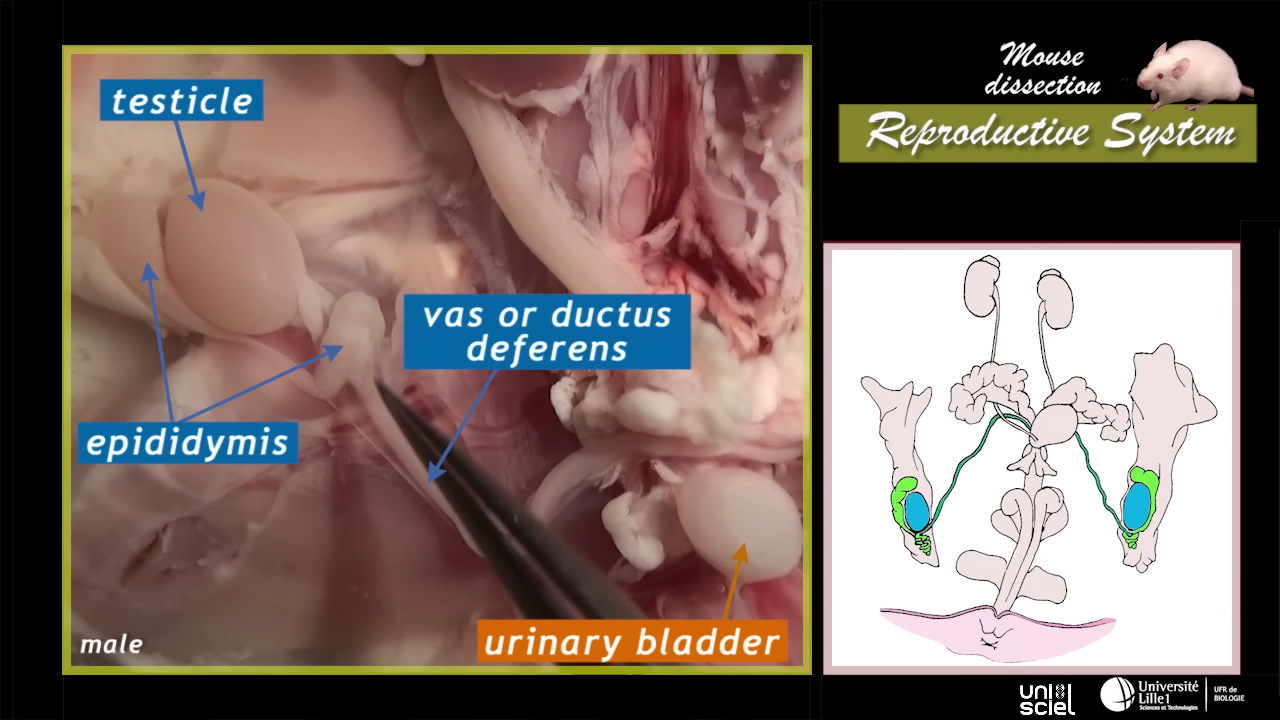 testicle
vas or ductus
deferens
epididymis
urinary bladder
male
Mouse
dissection
Reproductive System
uni
sciel
Université
Lille1
Sciences et Technologies
UFR de
BIOLOGIE